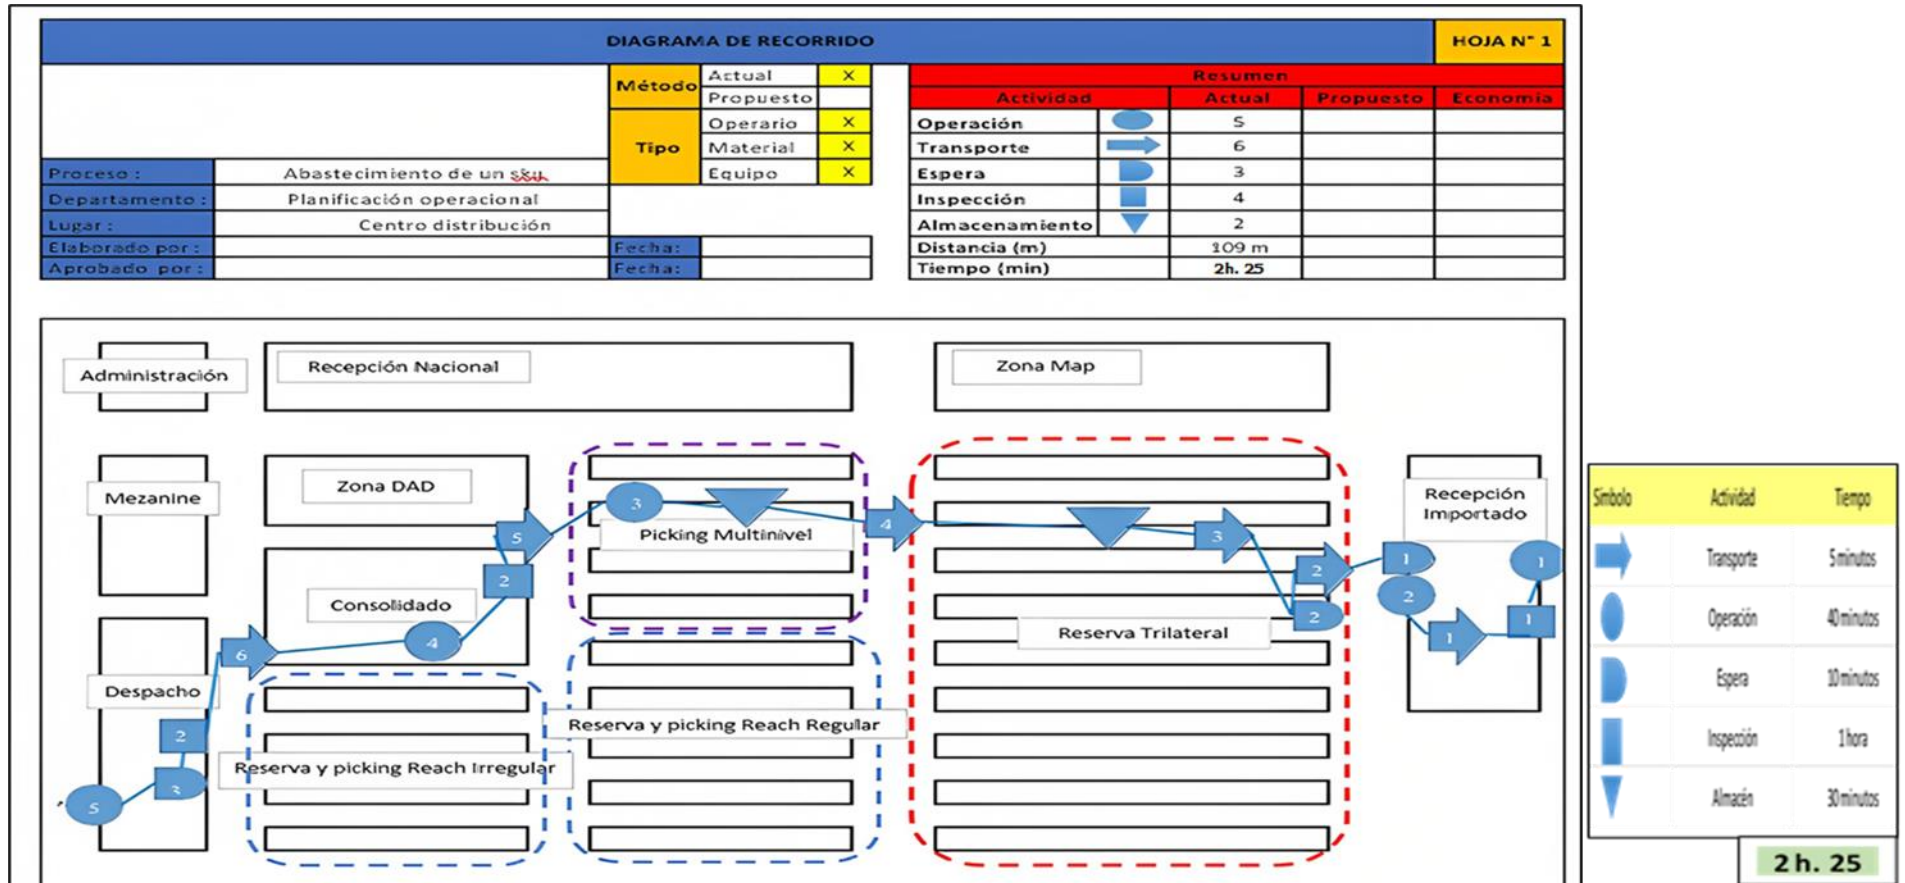 DIAGRAMA DE RECORRIDO
HOJA N° 1
Método
Actual X
Propuesto
Tipo
Operario X
Material X
Equipo X
Proceso : Abastecimiento de un sku
Departamento : Planificación operacional
Lugar : Centro distribución
Elaborado por : Fecha:
Aprobado por : Fecha:
Resumen
Actividad Actual Propuesto Economia
Operación 5
Transporte 6
Espera 3
Inspección 4
Almacenamiento 2
Distancia (m) 109 m
Tiempo (min) 2h. 25
Administración
Recepción Nacional
Zona Map
Mezanine
Zona DAD
3
Picking Multinivel
4
5
2
Consolidado
4
6
Despacho
2
3
5
Reserva y picking Reach Irregular
Reserva y picking Reach Regular
3
2
2
Reserva Trilateral
Recepción
Importado
1
2
1
1
1
Simbolo Actividad Tiempo
Transporte 5 minutos
Operación 40 minutos
Espera 10 minutos
Inspección 1 hora
Almacén 30 minutos
2 h. 25